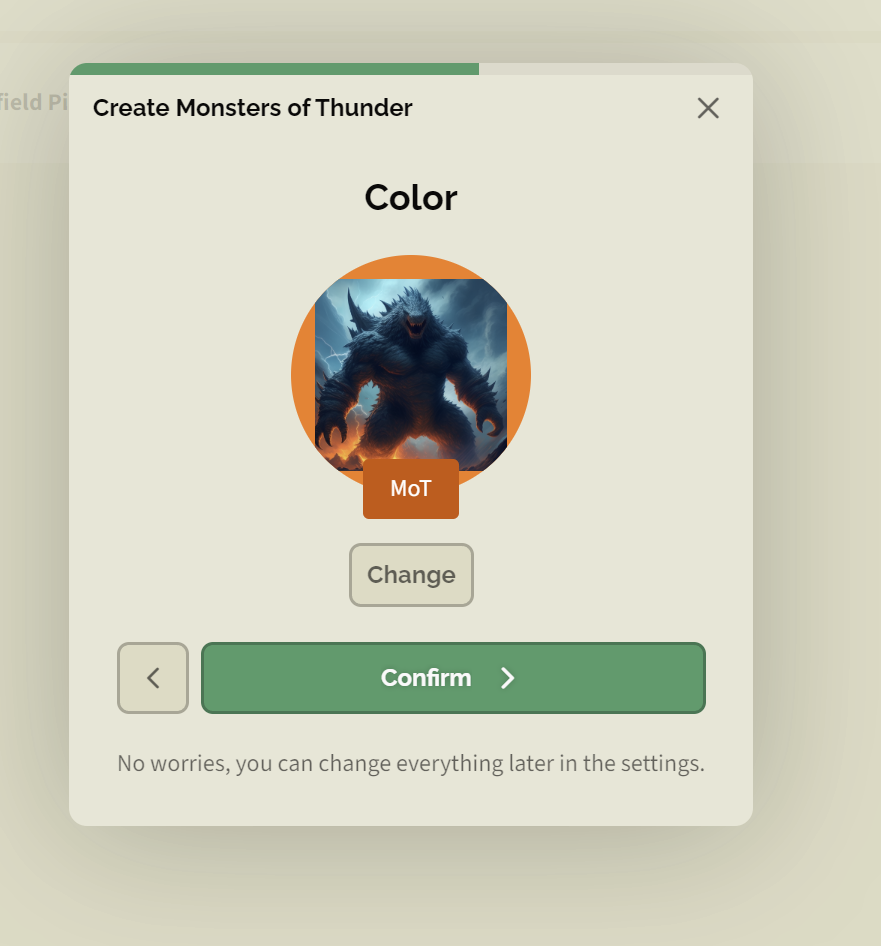 field Pi
Create Monsters of Thunder
Color
MoT
Change
Confirm
No worries, you can change everything later in the settings.